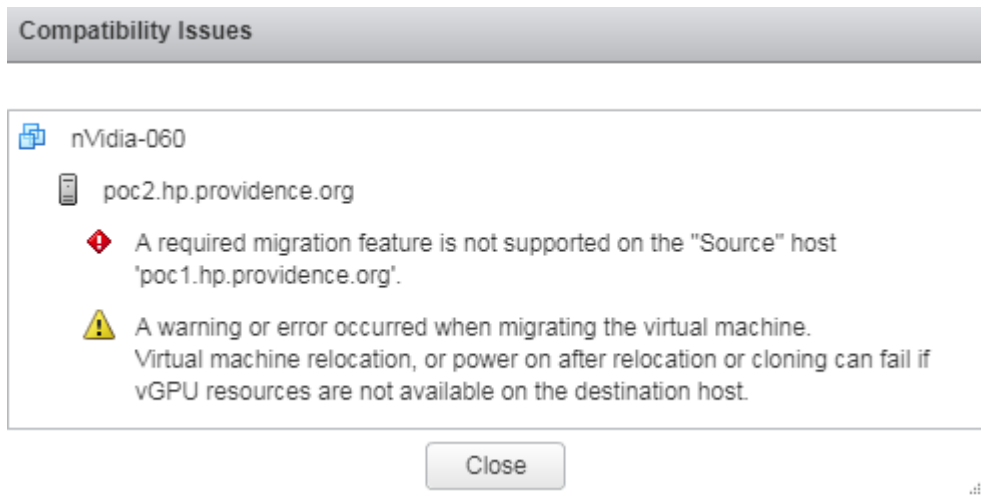 Compatibility Issues
nVidia-060
poc2.hp.providence.org
A required migration feature is not supported on the "Source" host
'poc1.hp.providence.org'.
A warning or error occurred when migrating the virtual machine.
Virtual machine relocation, or power on after relocation or cloning can fail if
vGPU resources are not available on the destination host.
Close